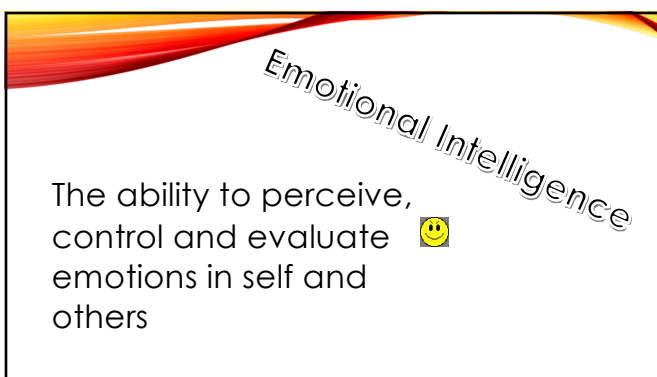 Emotional Intelligence
The ability to perceive,
control and evaluate
emotions in self and
others